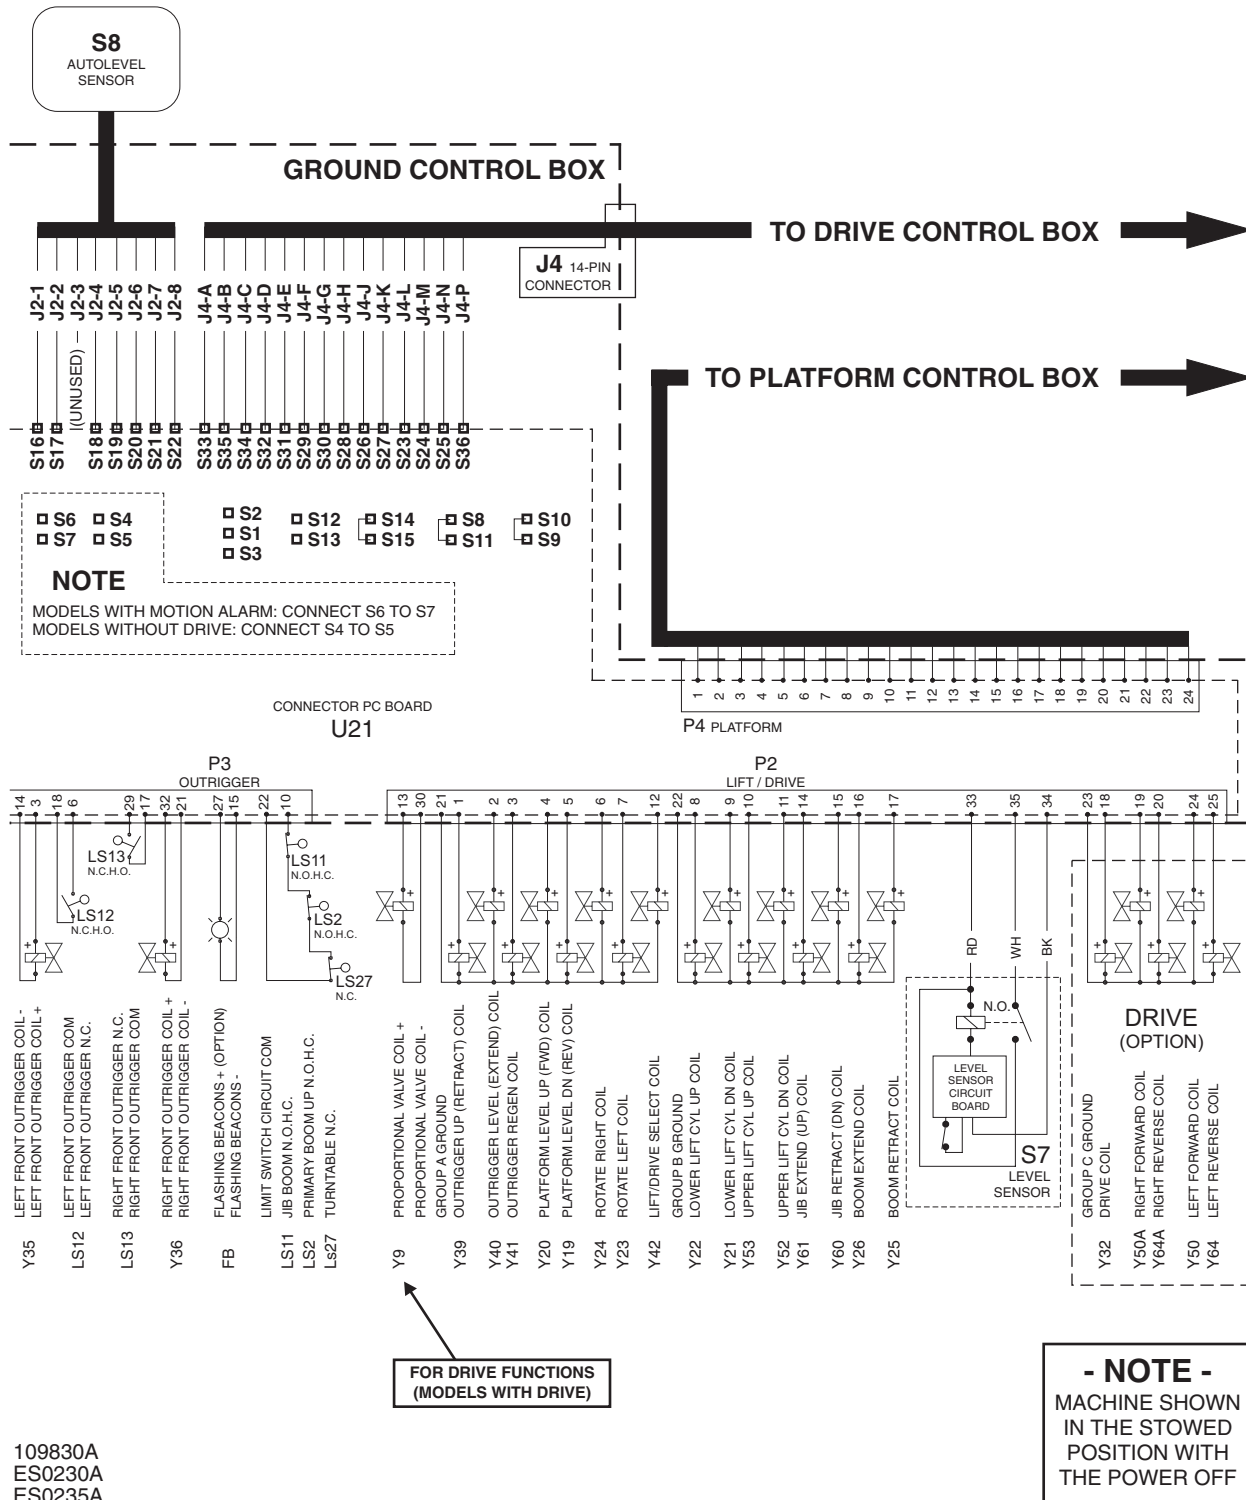 S8
AUTOLEVEL
SENSOR
GROUND CONTROL BOX
TO DRIVE CONTROL BOX
J4 14-PIN
CONNECTOR
J2-1 J2-2 J2-3 J2-4 J2-5 J2-6 J2-7 J2-8 J4-A J4-B J4-C J4-D J4-E J4-F J4-G J4-H J4-J J4-K J4-L J4-M J4-N J4-P
(UNUSED)
TO PLATFORM CONTROL BOX
S16 S17 S18 S19 S20 S21 S22 S33 S35 S34 S32 S31 S29 S30 S28 S26 S27 S23 S24 S25 S36
S6 S4 S2 S12 S14 S8 S10
S7 S5 S1 S13 S15 S11 S9
S3
NOTE
MODELS WITH MOTION ALARM: CONNECT S6 TO S7
MODELS WITHOUT DRIVE: CONNECT S4 TO S5
1 2 3 4 5 6 7 8 9 10 11 12 13 14 15 16 17 18 19 20 21 22 23 24
P4 PLATFORM
CONNECTOR PC BOARD
U21
P3
OUTRIGGER
P2
LIFT / DRIVE
14 3 18 6 29 17 32 21 27 15 22 10 13 30 21 1 2 3 4 5 6 7 12 22 8 9 10 11 14 15 16 17 33 35 34 23 18 19 20 24 25
LS13
N.C.H.O.
LS11
N.O.H.C.
LS12
N.C.H.O.
LS2
N.O.H.C.
LS27
N.C.
+ + + + + + + + + + + + + + + + + + + + + + + +
RD WH BK
N.O.
LEVEL
SENSOR
CIRCUIT
BOARD
S7
LEVEL
SENSOR
DRIVE
(OPTION)
LEFT FRONT OUTRIGGER COIL -
LEFT FRONT OUTRIGGER COIL +
LEFT FRONT OUTRIGGER COM
LEFT FRONT OUTRIGGER N.C.
RIGHT FRONT OUTRIGGER N.C.
RIGHT FRONT OUTRIGGER COM
RIGHT FRONT OUTRIGGER COIL +
RIGHT FRONT OUTRIGGER COIL -
FLASHING BEACONS + (OPTION)
FLASHING BEACONS -
LIMIT SWITCH CIRCUIT COM
JIB BOOM N.O.H.C.
PRIMARY BOOM UP N.O.H.C.
TURNTABLE N.C.
PROPORTIONAL VALVE COIL +
PROPORTIONAL VALVE COIL -
GROUP A GROUND
OUTRIGGER UP (RETRACT) COIL
OUTRIGGER LEVEL (EXTEND) COIL
OUTRIGGER REGEN COIL
PLATFORM LEVEL UP (FWD) COIL
PLATFORM LEVEL DN (REV) COIL
ROTATE RIGHT COIL
ROTATE LEFT COIL
LIFT/DRIVE SELECT COIL
GROUP B GROUND
LOWER LIFT CYL UP COIL
LOWER LIFT CYL DN COIL
UPPER LIFT CYL UP COIL
UPPER LIFT CYL DN COIL
JIB EXTEND (UP) COIL
JIB RETRACT (DN) COIL
BOOM EXTEND COIL
BOOM RETRACT COIL
GROUP C GROUND
DRIVE COIL
RIGHT FORWARD COIL
RIGHT REVERSE COIL
LEFT FORWARD COIL
LEFT REVERSE COIL
Y35 LS12 LS13 Y36 FB LS11 LS2 Ls27 Y9 Y39 Y40 Y41 Y20 Y19 Y24 Y23 Y42 Y22 Y21 Y53 Y52 Y61 Y60 Y26 Y25 Y32 Y50A Y64A Y50 Y64
FOR DRIVE FUNCTIONS
(MODELS WITH DRIVE)
- NOTE -
MACHINE SHOWN
IN THE STOWED
POSITION WITH
THE POWER OFF
109830A
ES0230A
ES0235A